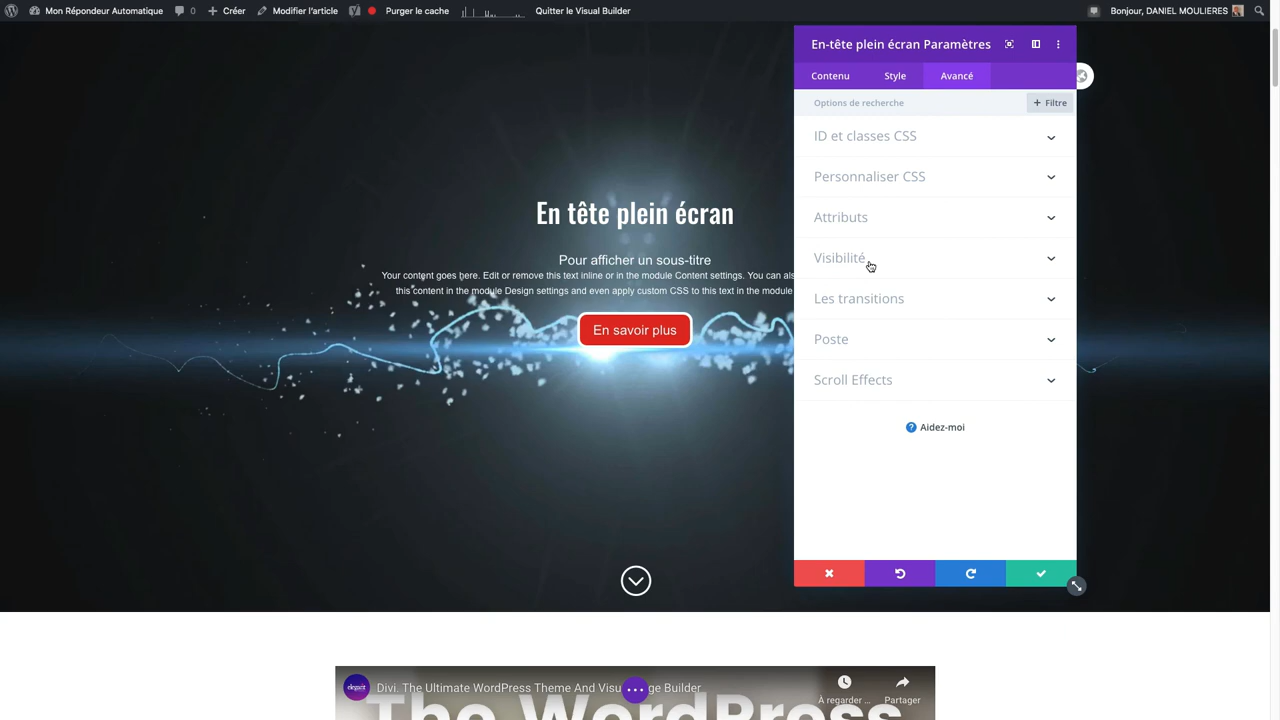 Mon Répondeur Automatique 0 Créer Modifier l'article Purger le cache Quitter le Visual Builder Bonjour, DANIEL MOULIERES
En-tête plein écran Paramètres
Contenu Style Avancé
Options de recherche + Filtre
ID et classes CSS
Personnaliser CSS
Attributs
Visibilité
Les transitions
Poste
Scroll Effects
Aidez-moi
En tête plein écran
Pour afficher un sous-titre
Your content goes here. Edit or remove this text inline or in the module Content settings. You can als
this content in the module Design settings and even apply custom CSS to this text in the module
En savoir plus
Divi. The Ultimate WordPress Theme And Visu ge Builder
À regarder ... Partager
The WordPress